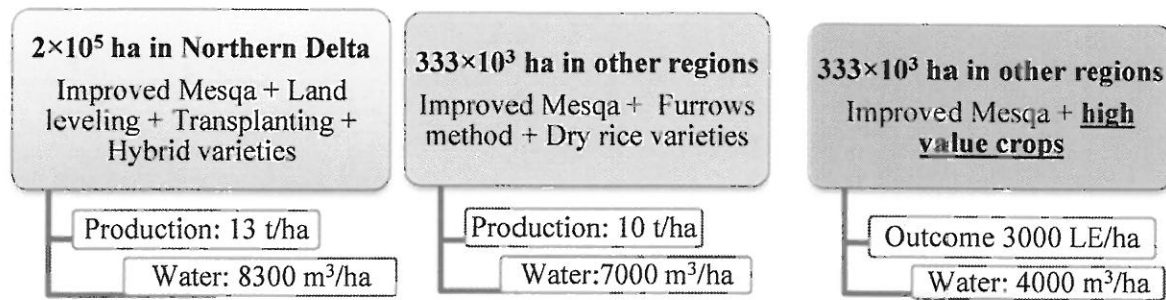 2×10⁵ ha in Northern Delta
Improved Mesqa + Land
leveling + Transplanting +
Hybrid varieties
Production: 13 t/ha
Water: 8300 m³/ha
333×10³ ha in other regions
Improved Mesqa + Furrows
method + Dry rice varieties
Production: 10 t/ha
Water:7000 m³/ha
333×10³ ha in other regions
Improved Mesqa + high
value crops
Outcome 3000 LE/ha
Water: 4000 m³/ha